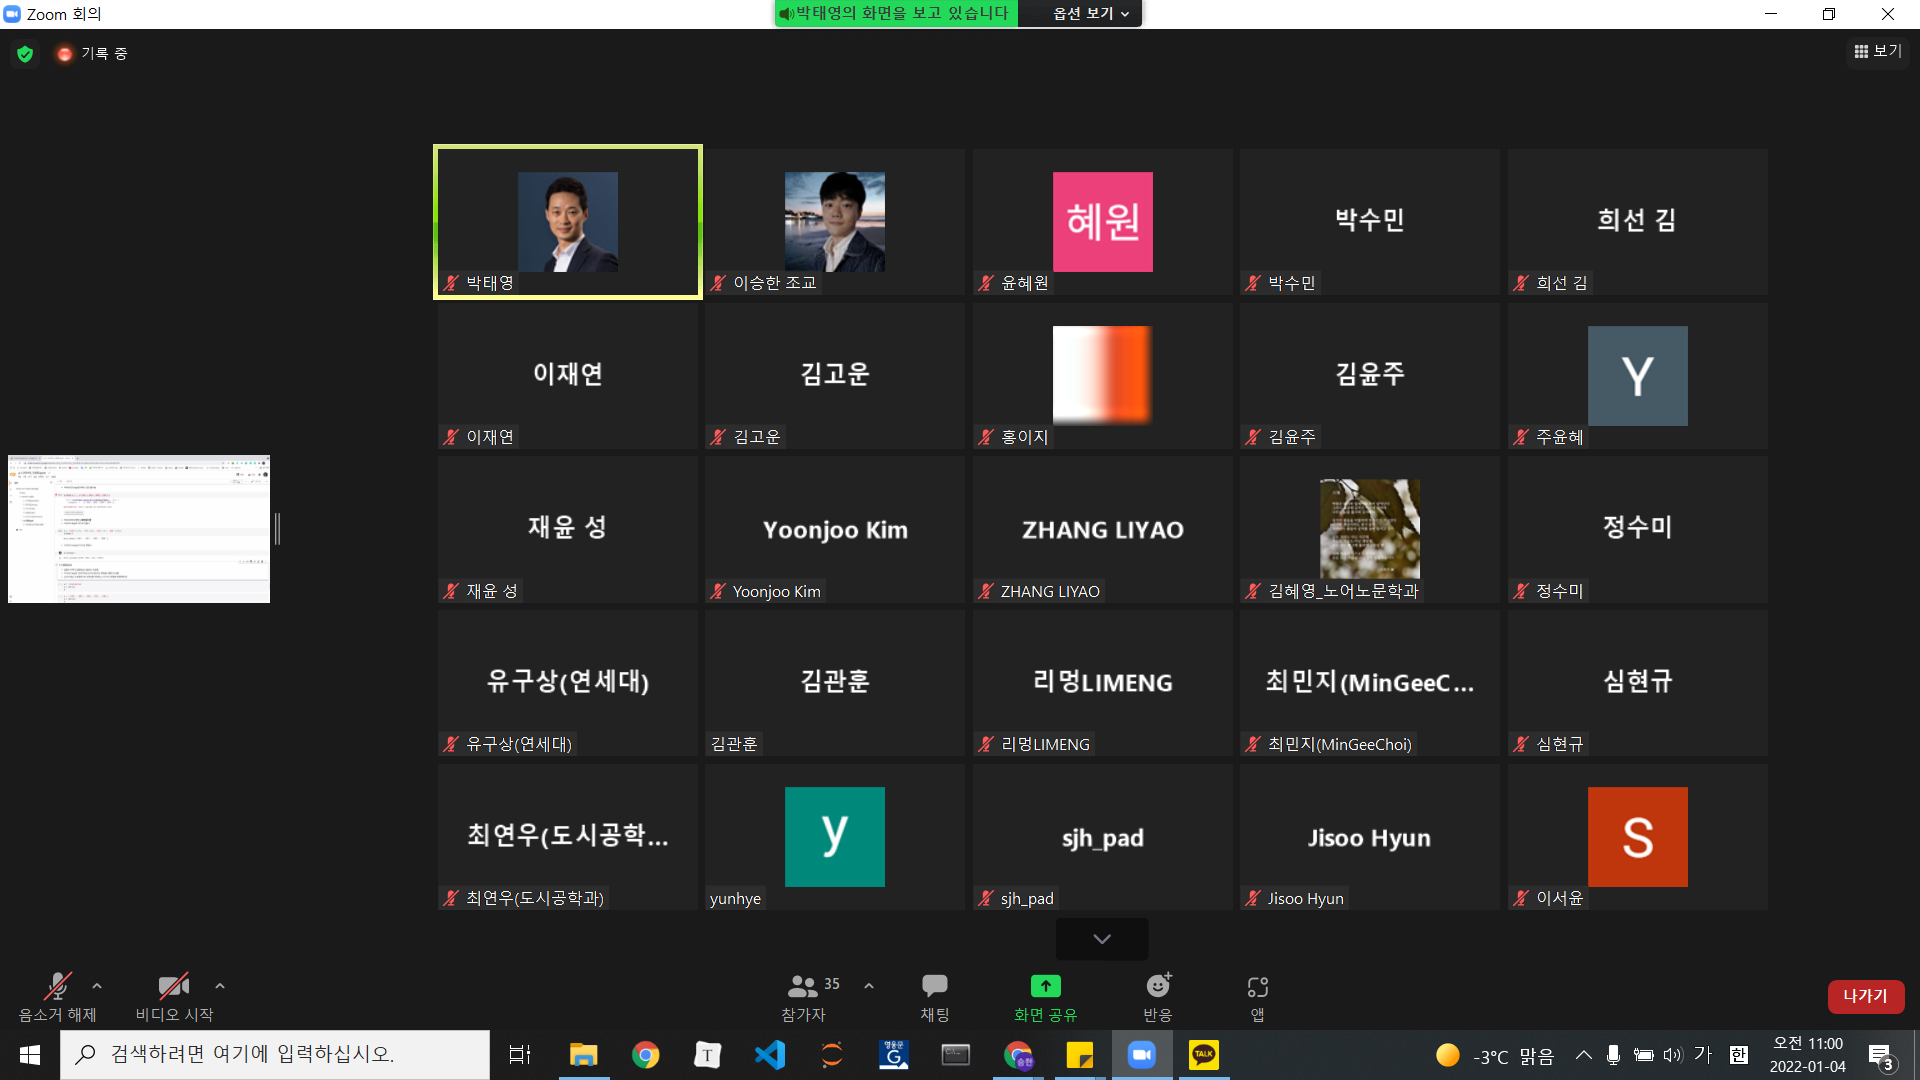 Zoom 회의
박태영의 화면을 보고 있습니다
옵션 보기
기록 중
보기
박태영
이승한 조교
혜원
윤혜원
박수민
박수민
희선 김
희선 김
이재연
이재연
김고운
김고운
홍이지
김윤주
김윤주
Y
주윤혜
재윤 성
재윤 성
Yoonjoo Kim
Yoonjoo Kim
ZHANG LIYAO
ZHANG LIYAO
김혜영_노어노문학과
정수미
정수미
유구상(연세대)
유구상(연세대)
김관훈
김관훈
리멍LIMENG
리멍LIMENG
최민지(MinGeeC...
최민지(MinGeeChoi)
심현규
심현규
최연우(도시공학...
최연우(도시공학과)
y
yunhye
sjh_pad
sjh_pad
Jisoo Hyun
Jisoo Hyun
S
이서윤
음소거 해제
비디오 시작
35
참가자
채팅
화면 공유
반응
앱
나가기
검색하려면 여기에 입력하십시오.
T
영웅문
G
승한
TALK
-3°C 맑음
가
한
오전 11:00
2022-01-04
3